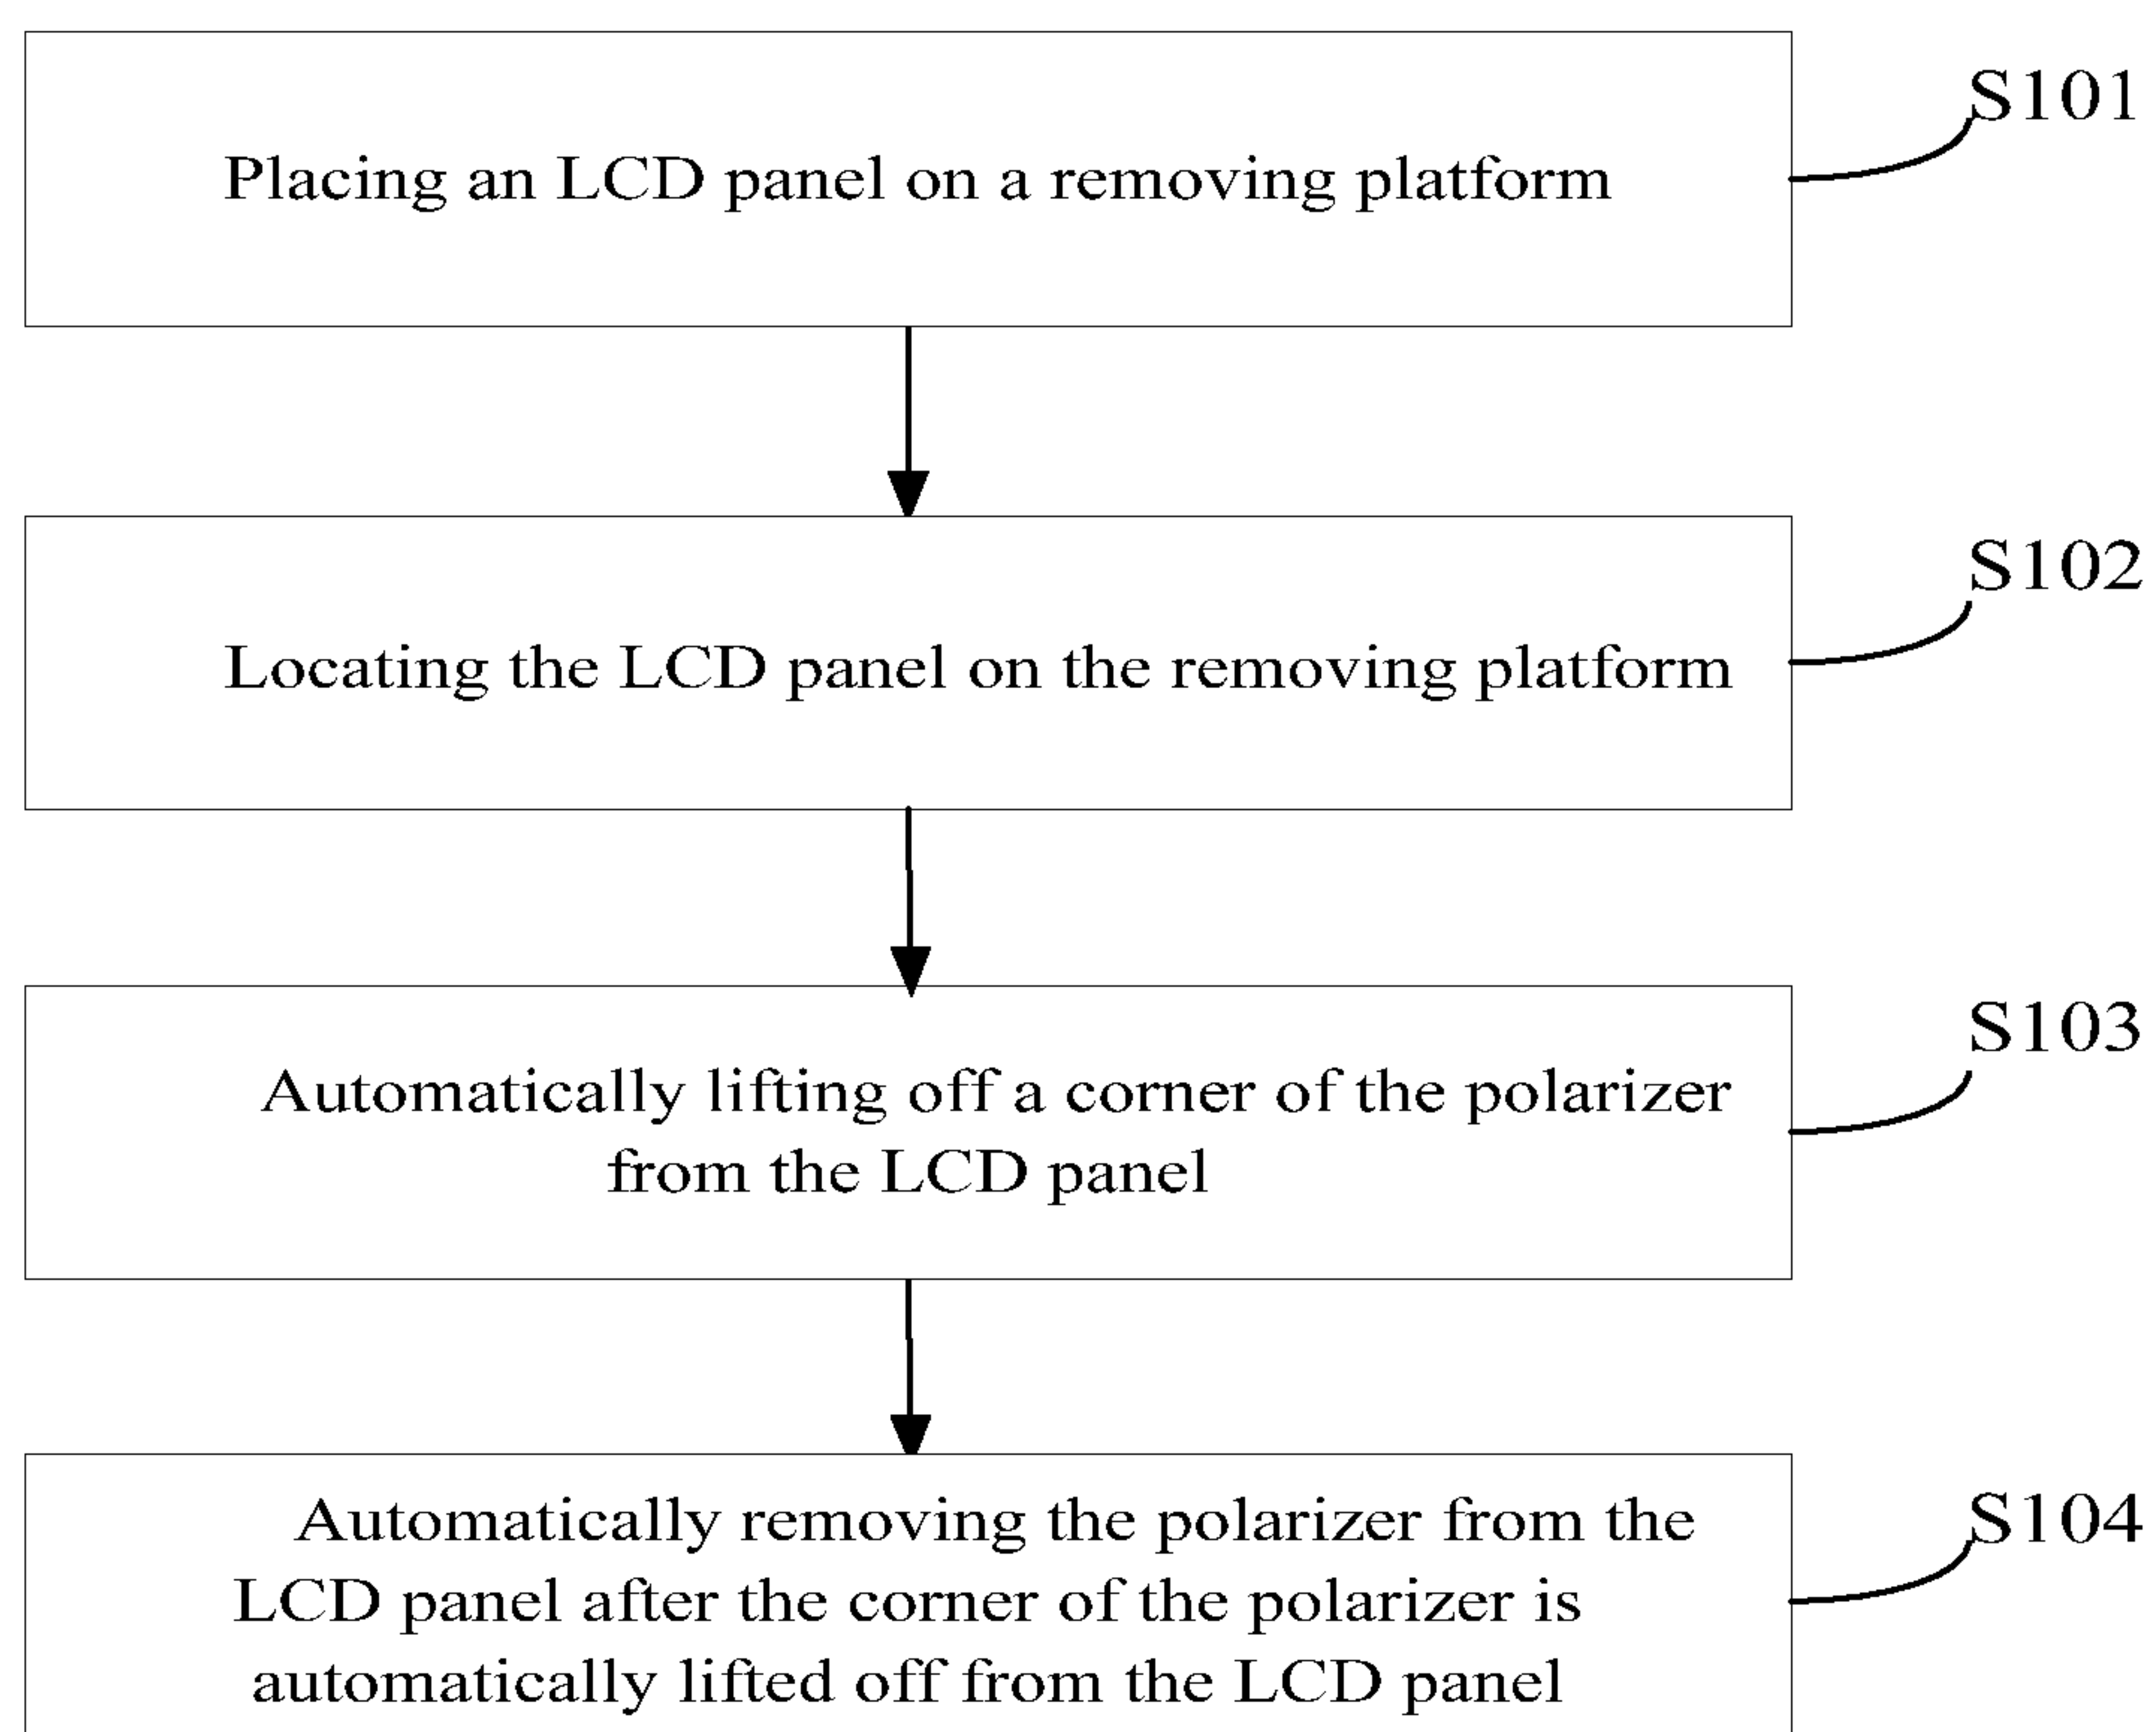 S101
Placing an LCD panel on a removing platform
S102
Locating the LCD panel on the removing platform
S103
Automatically lifting off a corner of the polarizer
from the LCD panel
S104
Automatically removing the polarizer from the
LCD panel after the corner of the polarizer is
automatically lifted off from the LCD panel